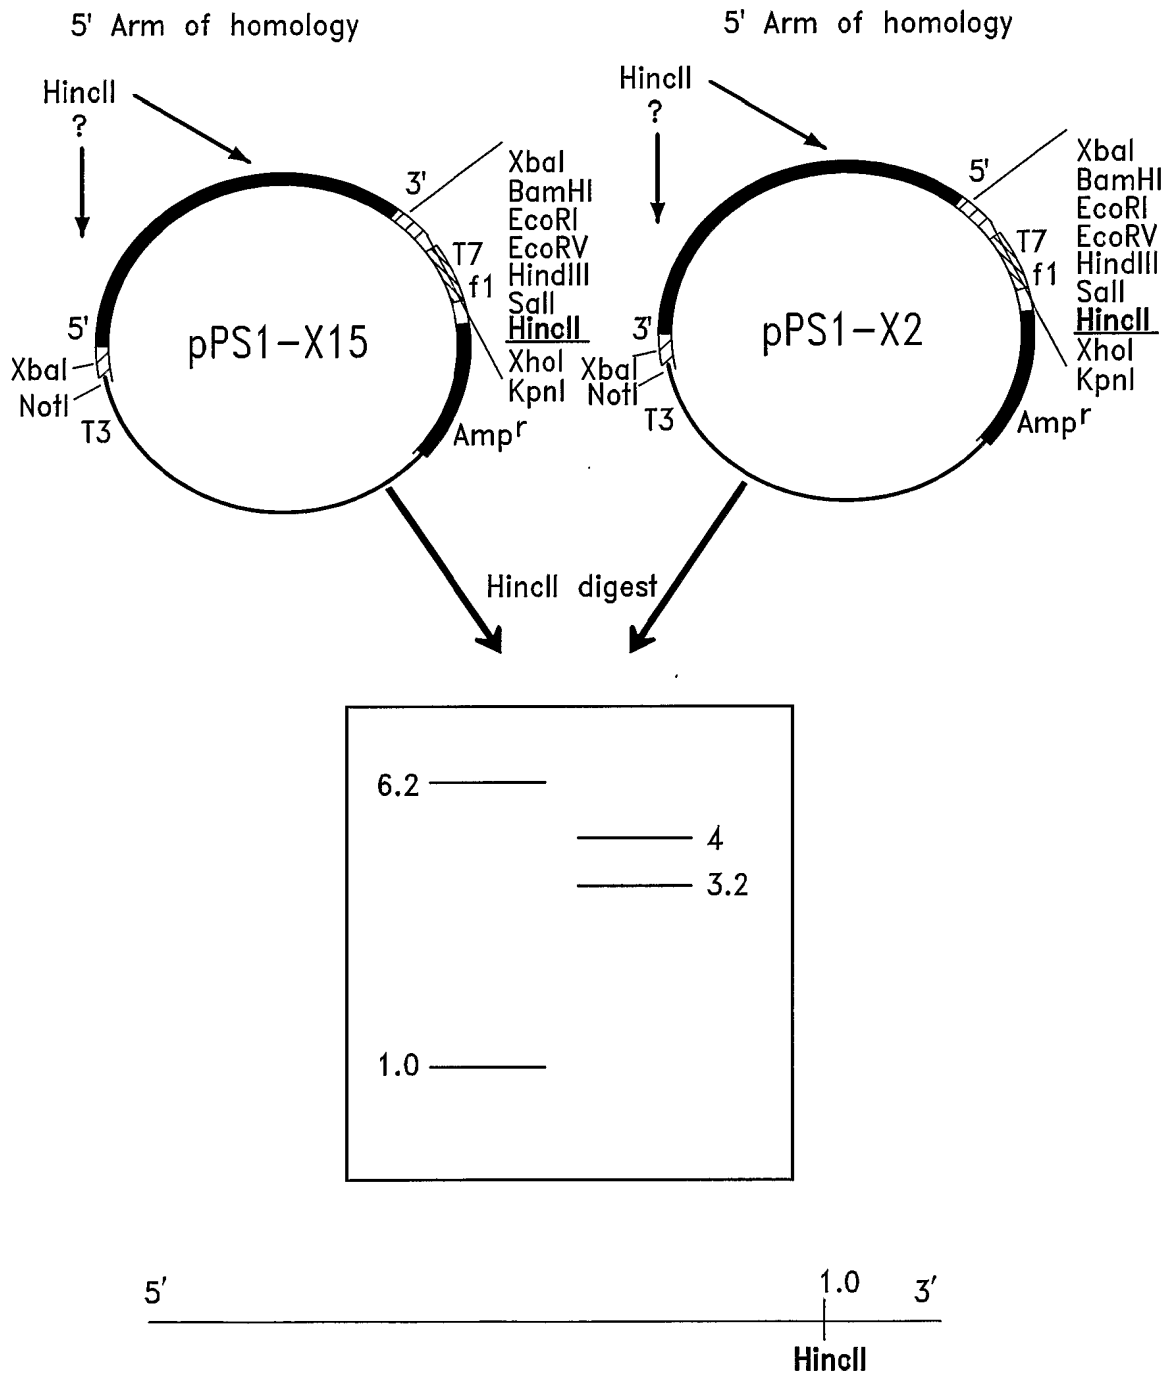 5' Arm of homology
HincII
?
3'
XbaI
BamHI
EcoRI
EcoRV
HindIII
SalI
HincII
XhoI
KpnI
T7
f1
5'
pPS1-X15
XbaI
NotI
T3
Ampr
5' Arm of homology
HincII
?
5'
XbaI
BamHI
EcoRI
EcoRV
HindIII
SalI
HincII
XhoI
KpnI
T7
f1
3'
pPS1-X2
XbaI
NotI
T3
Ampr
HincII digest
6.2
4
3.2
1.0
5' 1.0 3'
HincII